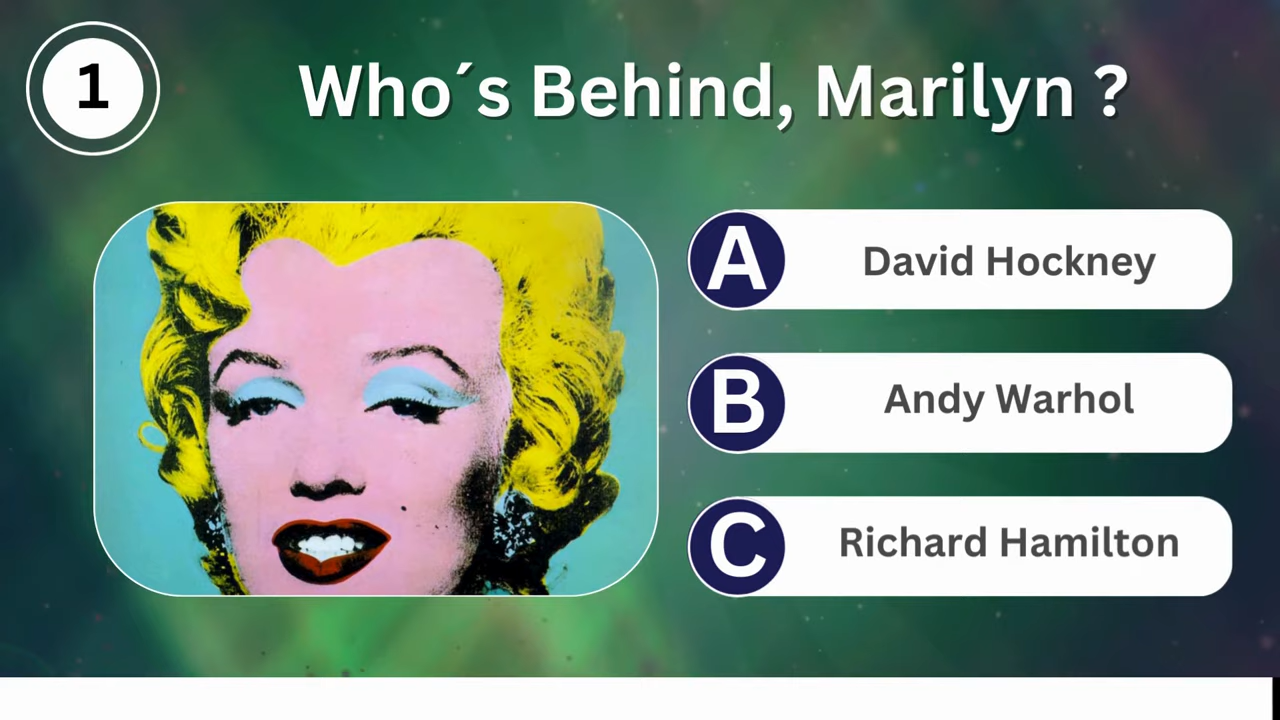 1
Who´s Behind, Marilyn ?
A
David Hockney
B
Andy Warhol
C
Richard Hamilton